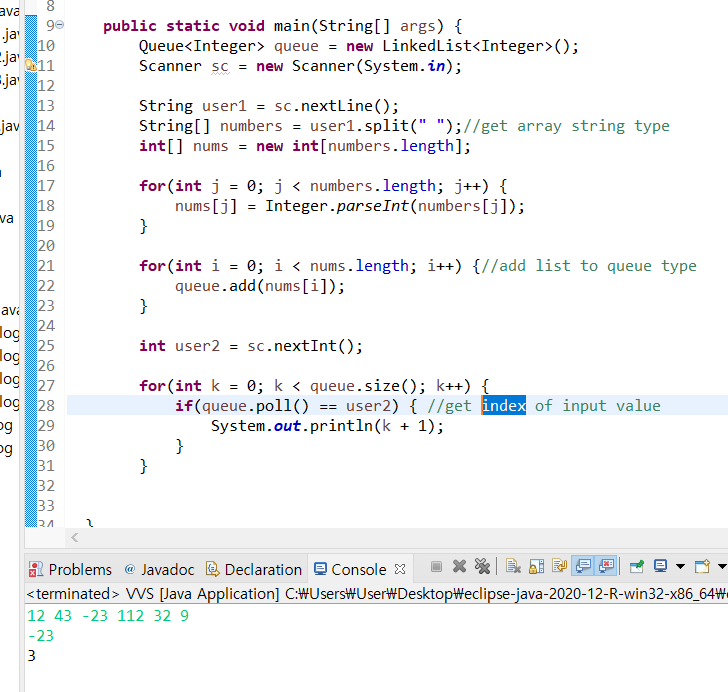 ava
8
9 public static void main(String[] args) {
.ja
10 Queue<Integer> queue = new LinkedList<Integer>();
2.ja
11 Scanner sc = new Scanner(System.in);
.ja
12
13 String user1 = sc.nextLine();
.jav
14 String[] numbers = user1.split(" ");//get array string type
15 int[] nums = new int[numbers.length];
16
17 for(int j = 0; j < numbers.length; j++) {
18 nums[j] = Integer.parseInt(numbers[j]);
va
19 }
20
21 for(int i = 0; i < nums.length; i++) {//add list to queue type
22 queue.add(nums[i]);
ava
23 }
log
24
log
25 int user2 = sc.nextInt();
log
26
log
27 for(int k = 0; k < queue.size(); k++) {
28 if(queue.poll() == user2) { //get index of input value
og
29 System.out.println(k + 1);
og
30 }
31 }
32
33
34 }
Problems @ Javadoc Declaration Console
<terminated> VVS [Java Application] C:₩Users₩User₩Desktop₩eclipse-java-2020-12-R-win32-x86_64₩
12 43 -23 112 32 9
-23
3